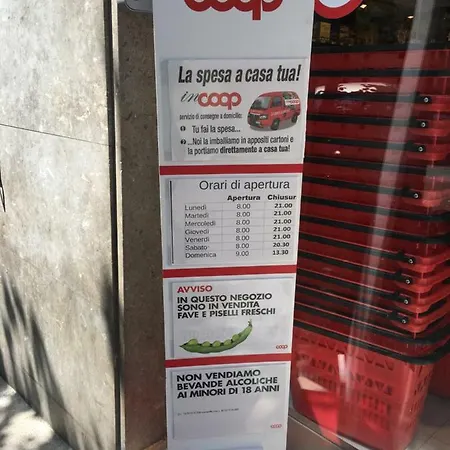 coop
La spesa a casa tua!
incoop
servizio di consegne a domicilio:
Tu fai la spesa...
...Noi la imballiamo in appositi cartoni e
la portiamo direttamente a casa tua!
Orari di apertura
Apertura Chiusur
Lunedì 8.00 21.00
Martedì 8.00 21.00
Mercoledì 8.00 21.00
Giovedì 8.00 21.00
Venerdì 8.00 21.00
Sabato 8.00 20.30
Domenica 9.00 13.30
AVVISO
IN QUESTO NEGOZIO
SONO IN VENDITA
FAVE E PISELLI FRESCHI
coop
NON VENDIAMO
BEVANDE ALCOLICHE
AI MINORI DI 18 ANNI
coop